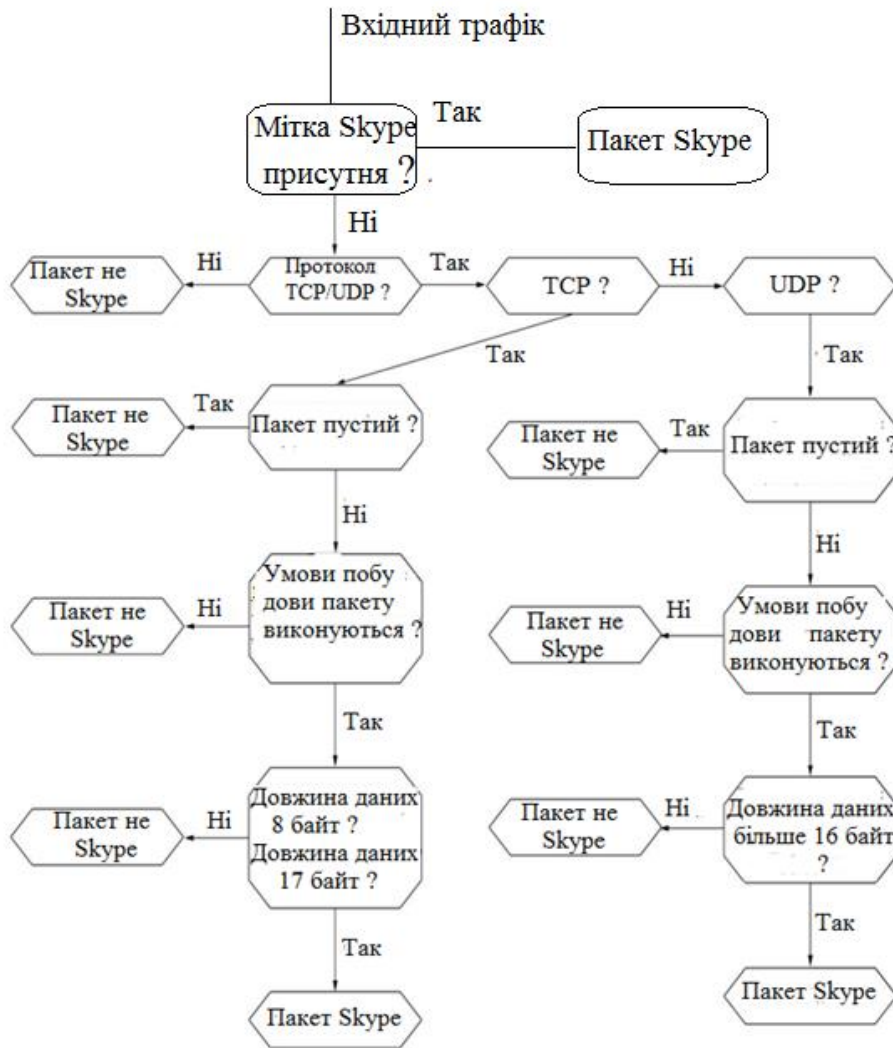 Вхідний трафік
Мітка Skype
присутня ?
Так
Пакет Skype
Ні
Пакет не
Skype
Ні
Протокол
TCP/UDP ?
Так
TCP ?
Ні
UDP ?
Так
Так
Пакет не
Skype
Так
Пакет пустий ?
Пакет не
Skype
Так
Пакет пустий ?
Ні
Ні
Пакет не
Skype
Ні
Умови побу
дови пакету
виконуються ?
Пакет не
Skype
Ні
Умови побу
дови пакету
виконуються ?
Так
Так
Пакет не
Skype
Ні
Довжина даних
8 байт ?
Довжина даних
17 байт ?
Пакет не
Skype
Ні
Довжина даних
більше 16 байт
?
Так
Так
Пакет Skype
Пакет Skype